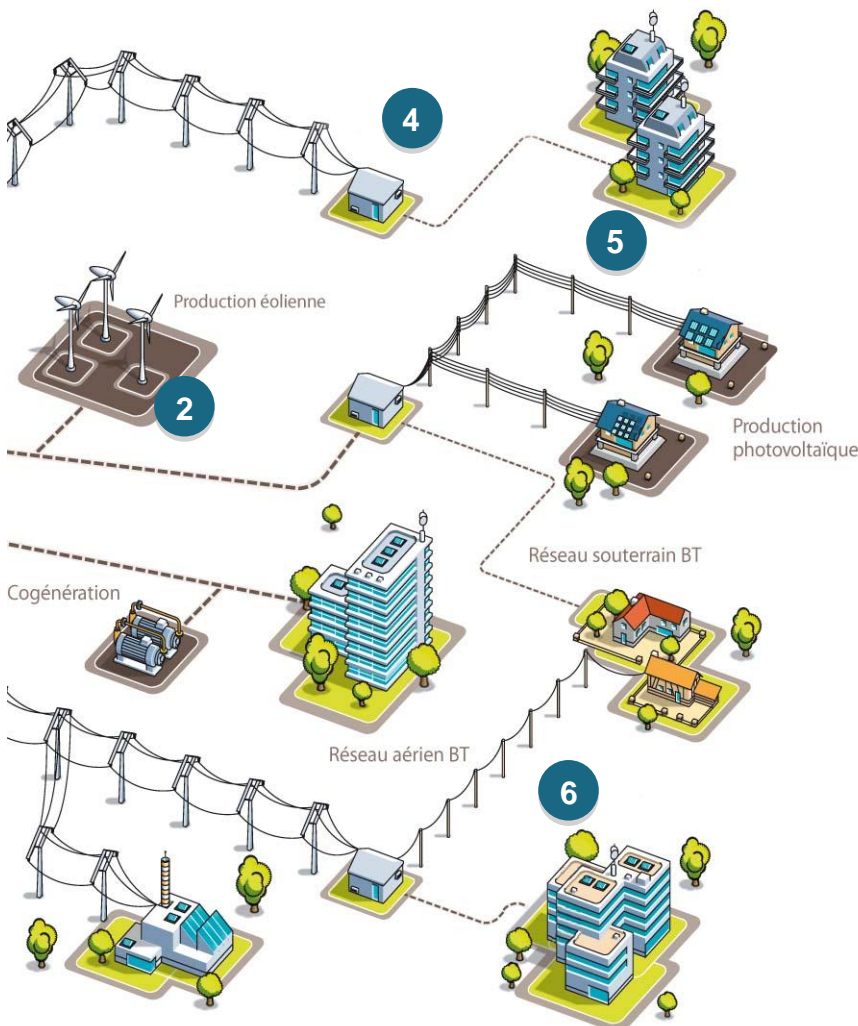 4
5
Production éolienne
2
Production
photovoltaïque
Réseau souterrain BT
Cogénération
Réseau aérien BT
6